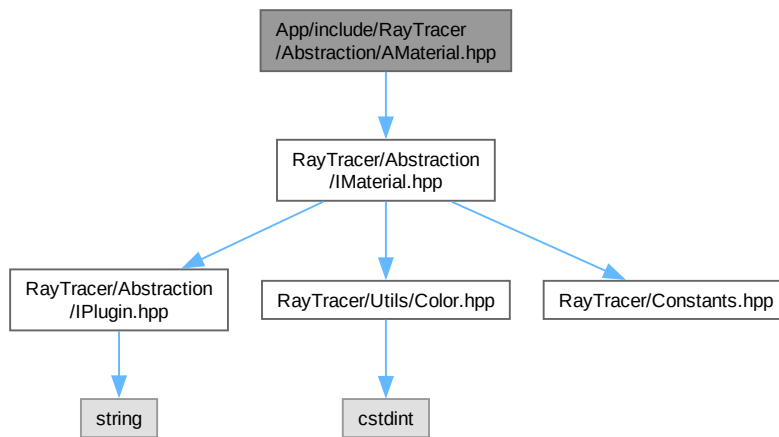 App/include/RayTracer
/Abstraction/AMaterial.hpp
RayTracer/Abstraction
/IMaterial.hpp
RayTracer/Abstraction
/IPlugin.hpp
RayTracer/Utils/Color.hpp
RayTracer/Constants.hpp
string
cstdint